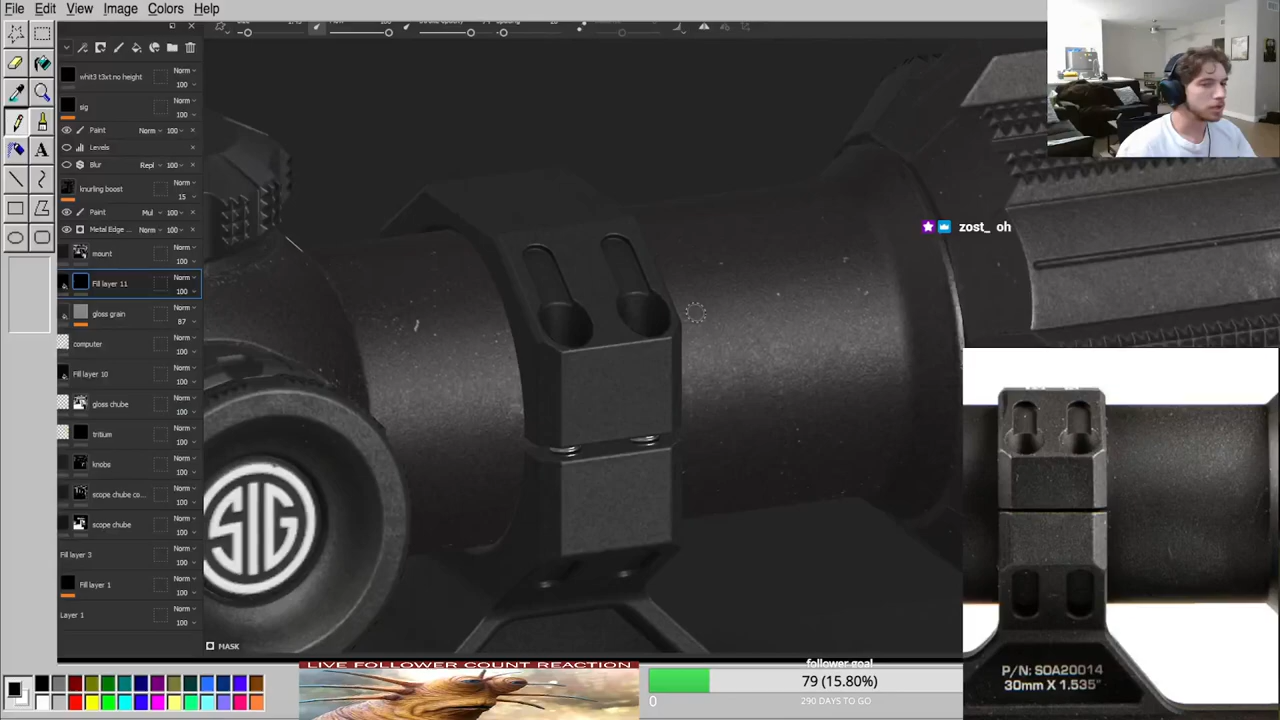 File Edit View Image Colors Help
whit3 t3xt no height Norm 100
sig Norm 100
Paint Norm 100
Levels
Blur Repl 100
knurling boost Norm 15
Paint Mul 100
Metal Edge ... Norm 100
mount Norm 100
Fill layer 11 Norm 100
gloss grain Norm 87
computer Norm 100
Fill layer 10 Norm 100
gloss chube Norm 100
tritium Norm 100
knobs Norm 100
scope chube co... Norm 100
scope chube Norm 100
Fill layer 3 Norm 100
Fill layer 1 Norm 100
Layer 1 Norm 100
MASK
SIG
zost_ oh
P/N: SOA20014
30mm X 1.535"
LIVE FOLLOWER COUNT REACTION
follower goal
0 79 (15.80%)
290 DAYS TO GO